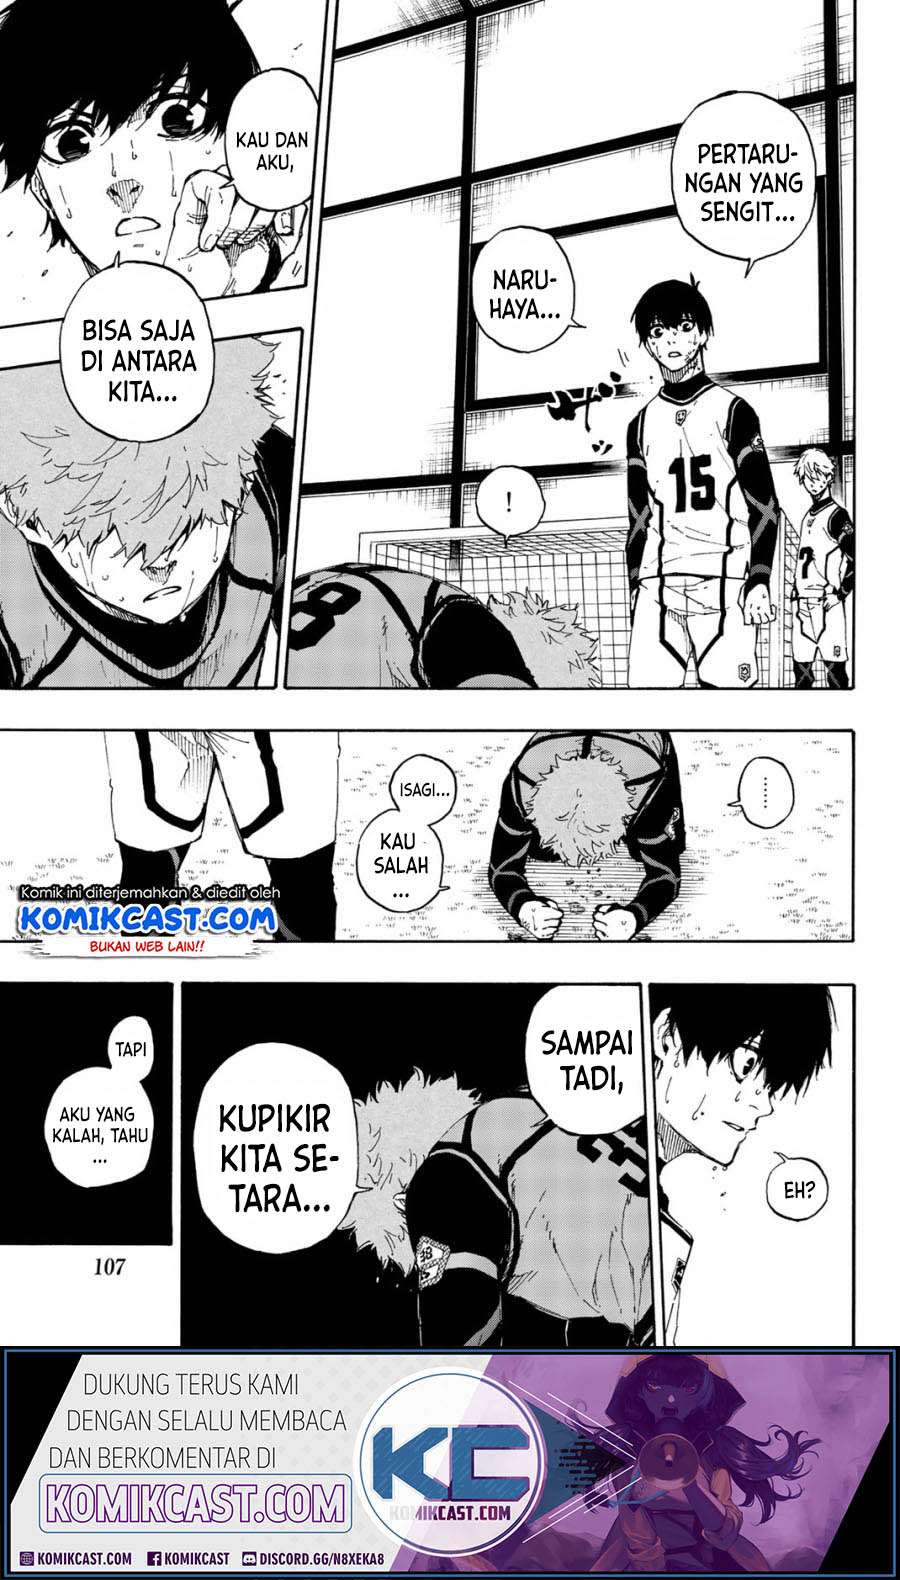 PERTARU-
NGAN YANG
SENGIT...
NARU-
HAYA...
15
7
!
8
KAU DAN
AKU,
BISA SAJA
DI ANTARA
KITA...
........
ISAGI...
KAU
SALAH
...
Komik ini diterjemahkan & diedit oleh
KOMIKCAST.COM
BUKAN WEB LAIN!!
EH?
SAMPAI
TADI,
KUPIKIR
KITA SE-
TARA...
TAPI
AKU YANG
KALAH, TAHU
...
107
DUKUNG TERUS KAMI
DENGAN SELALU MEMBACA
DAN BERKOMENTAR DI
KOMIKCAST.COM
KC
KOMIKCAST.COM
KOMIKCAST.COM
KOMIKCAST
DISCORD.GG/N8XEKA8